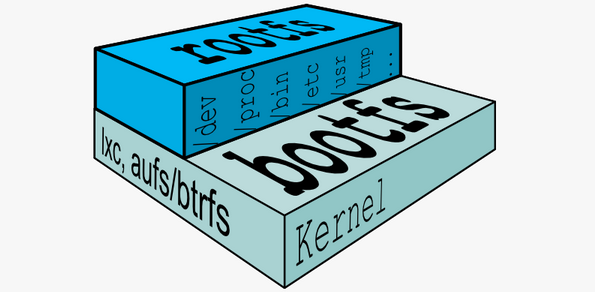 rootfs
/dev
/proc
/bin
/etc
/usr
/tmp
...
bootfs
lxc, aufs/btrfs
Kernel